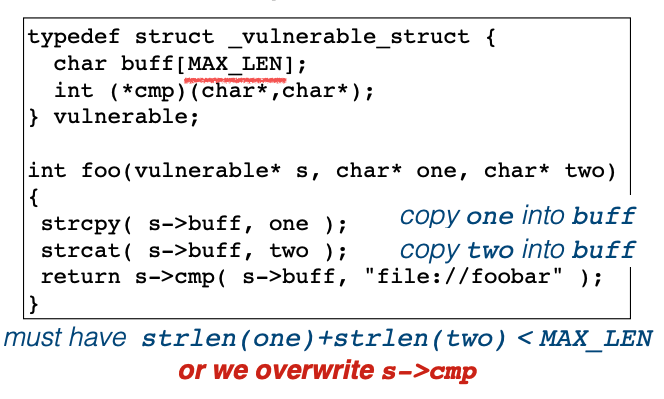 typedef struct _vulnerable_struct {
char buff[MAX_LEN];
int (*cmp)(char*,char*);
} vulnerable;
int foo(vulnerable* s, char* one, char* two)
{
strcpy( s->buff, one ); copy one into buff
strcat( s->buff, two ); copy two into buff
return s->cmp( s->buff, "file://foobar" );
}
must have strlen(one)+strlen(two) < MAX_LEN
or we overwrite s->cmp